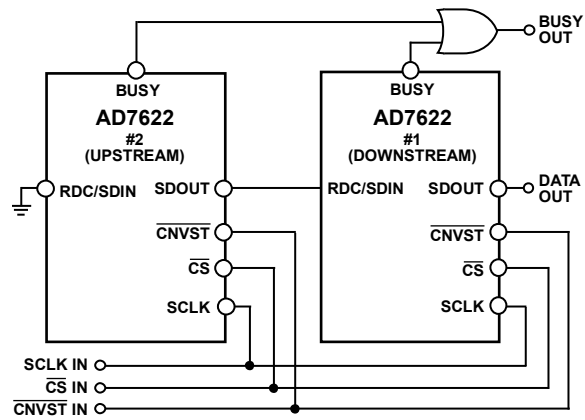 BUSY
OUT
BUSY
BUSY
AD7622
#2
(UPSTREAM)
AD7622
#1
(DOWNSTREAM)
RDC/SDIN
SDOUT
RDC/SDIN
SDOUT
DATA
OUT
CNVST
CNVST
CS
CS
SCLK
SCLK
SCLK IN
CS IN
CNVST IN